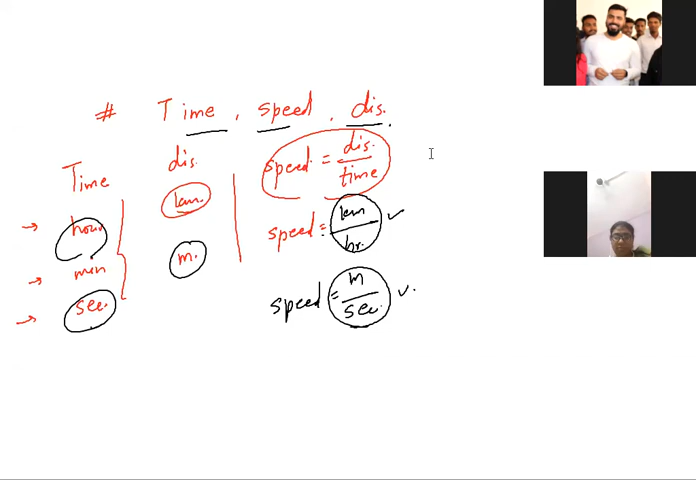 # Time, speed, dis.
Time
hour
min
sec.
dis.
km.
m.
speed = dis. / time
speed = km / hr.
speed = m / sec.